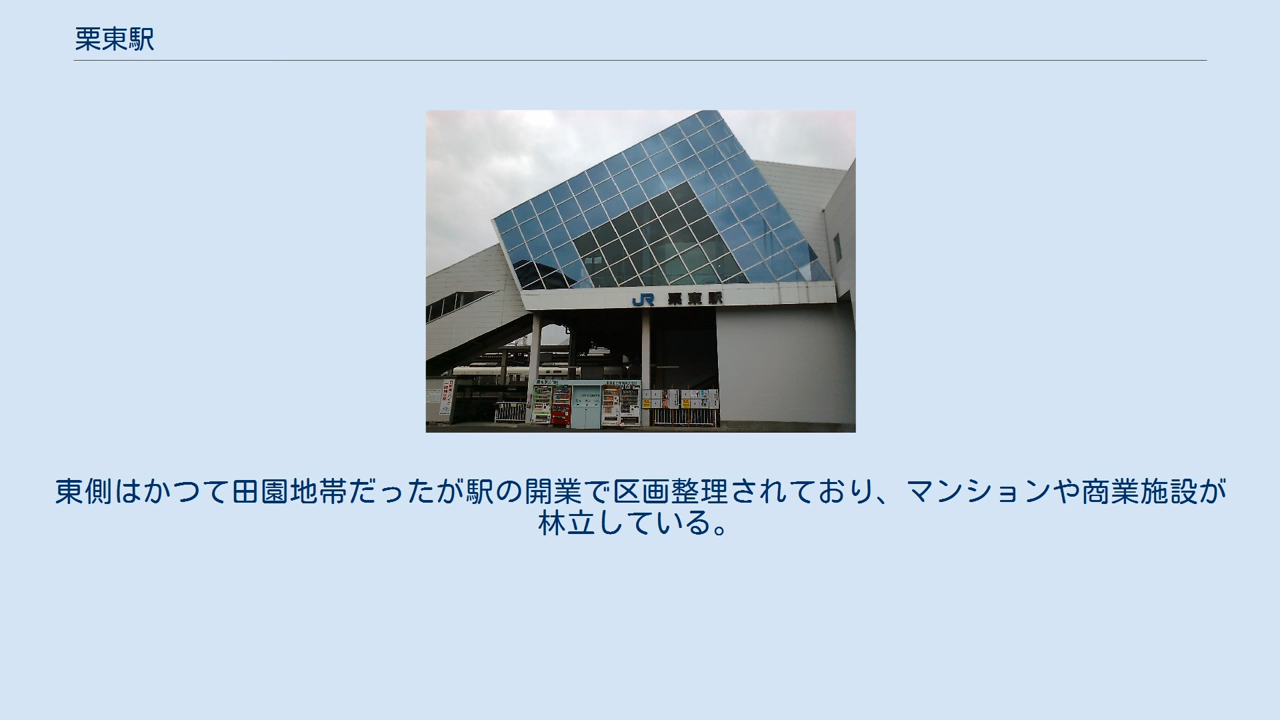 栗東駅
JR 栗東駅
東側はかつて田園地帯だったが駅の開業で区画整理されており、マンションや商業施設が
林立している。